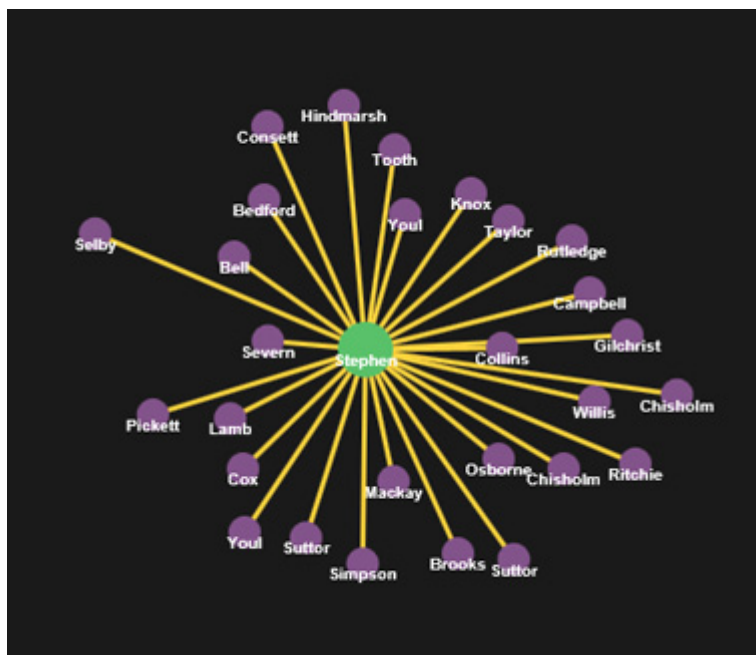 Hindmarsh
Consett
Tooth
Knox
Bedford
Youl
Taylor
Selby
Rutledge
Bell
Campbell
Gilchrist
Severn
Stephen
Collins
Chisholm
Willis
Pickett
Lamb
Osborne
Ritchie
Chisholm
Cox
Mackay
Youl
Suttor
Brooks
Suttor
Simpson